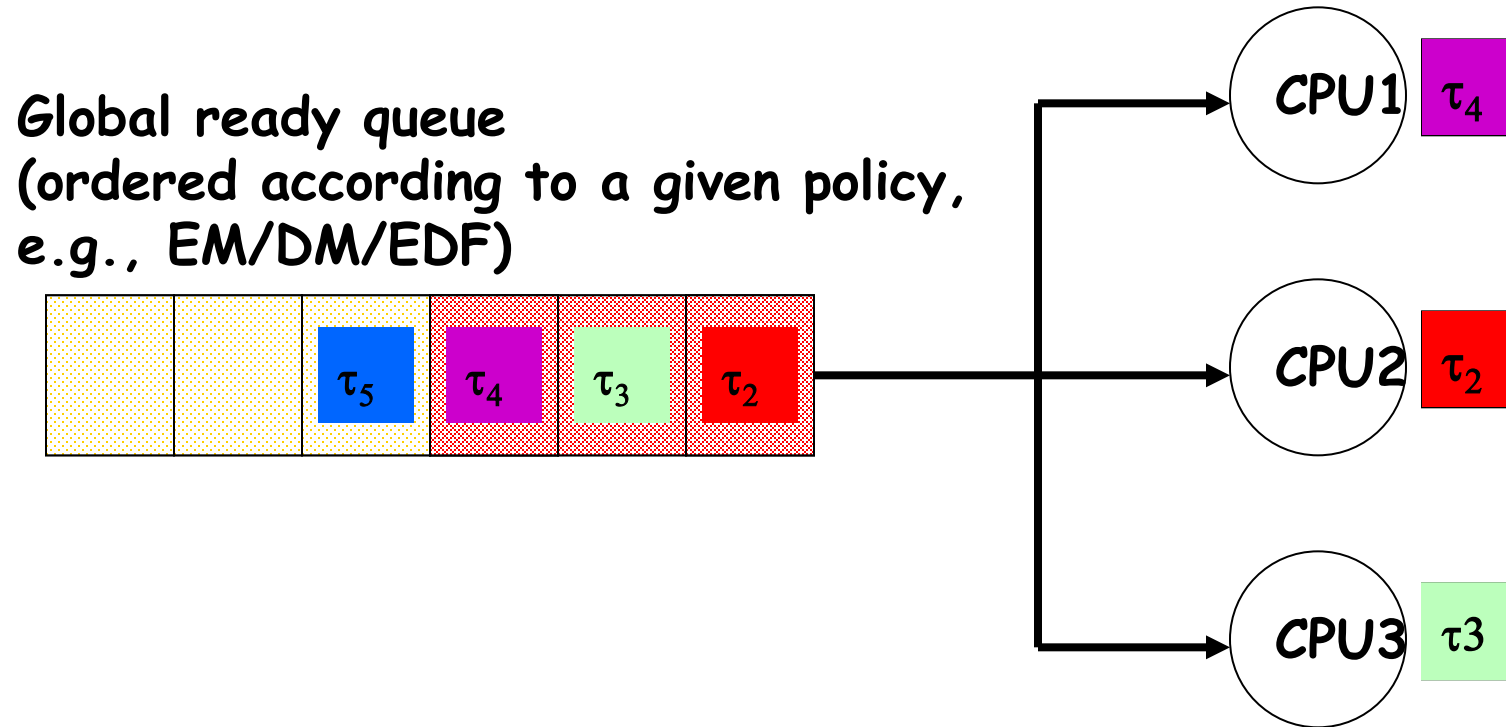 Global ready queue
(ordered according to a given policy,
e.g., EM/DM/EDF)
τ5 τ4 τ3 τ2
CPU1 τ4
CPU2 τ2
CPU3 τ3